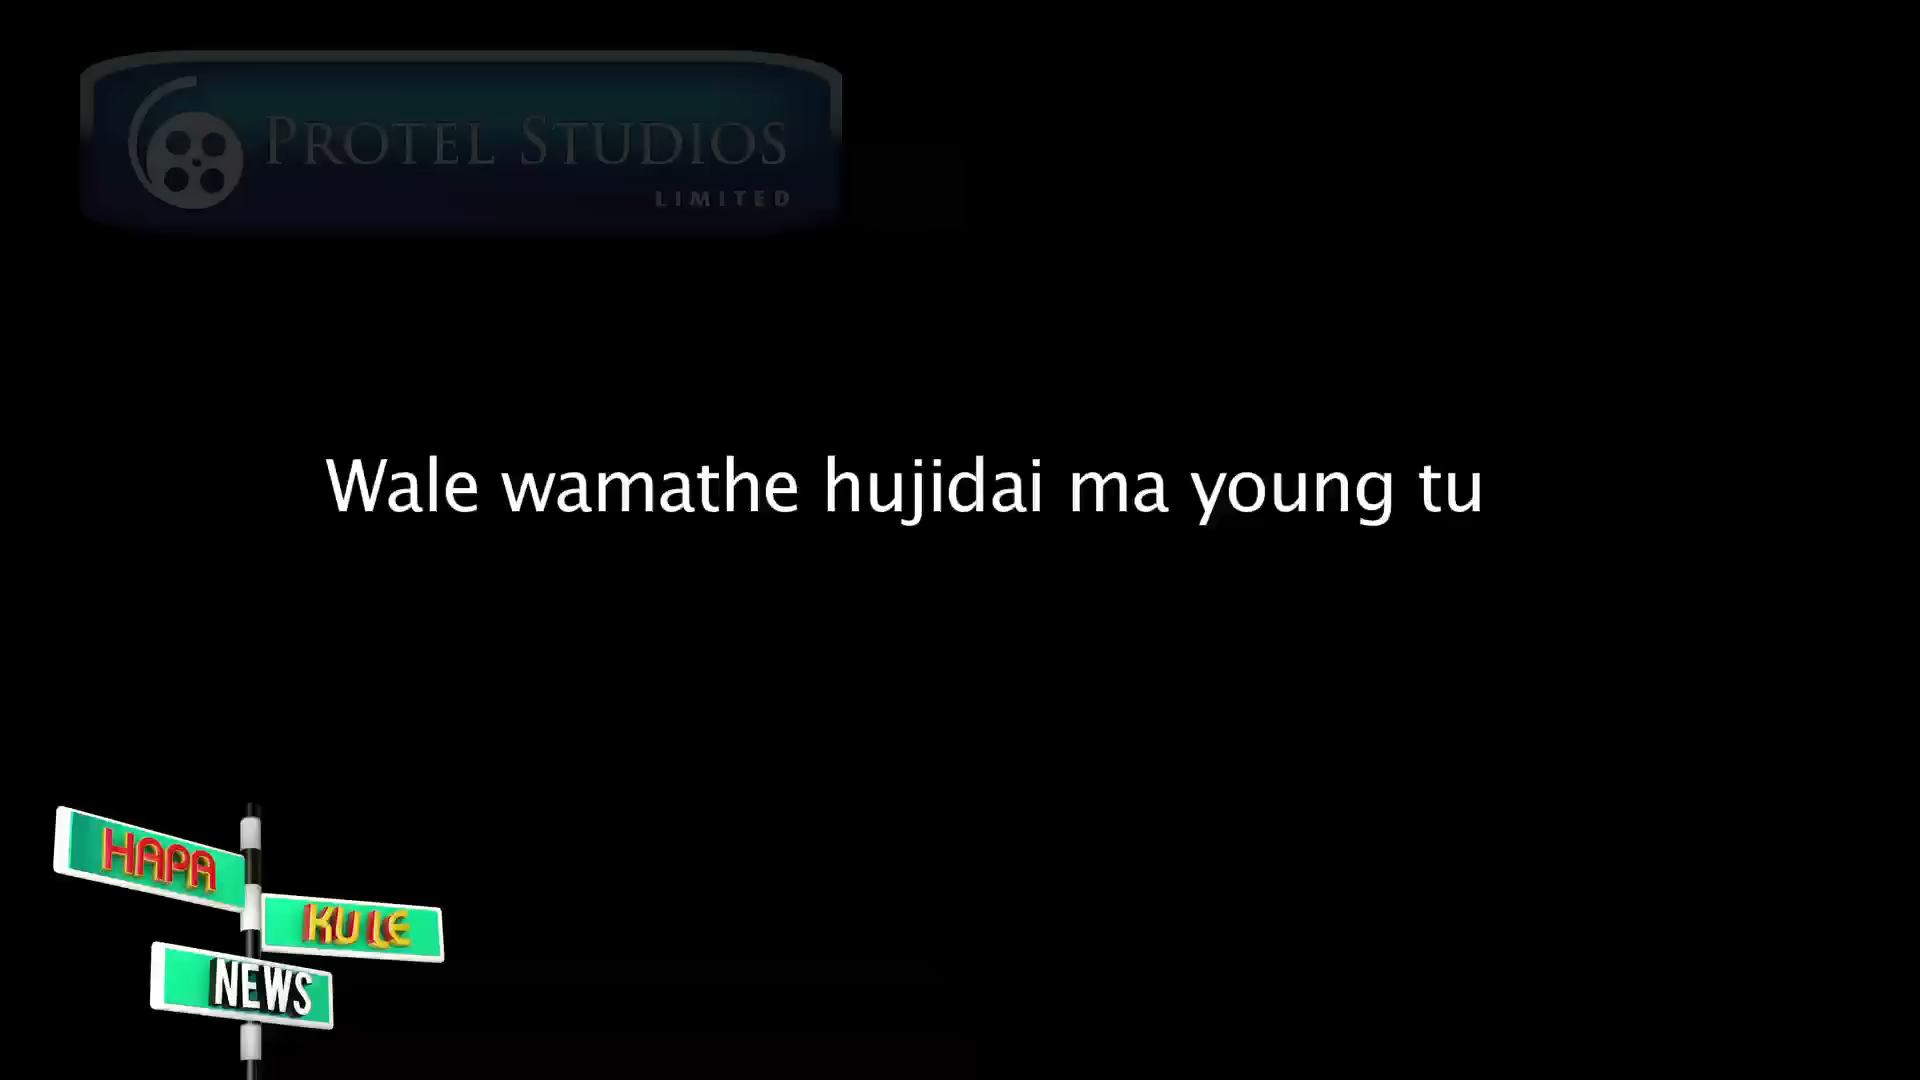 PROTEL STUDIOS
LIMITED
Wale wamathe hujidai ma young tu
HAPA
KULE
NEWS